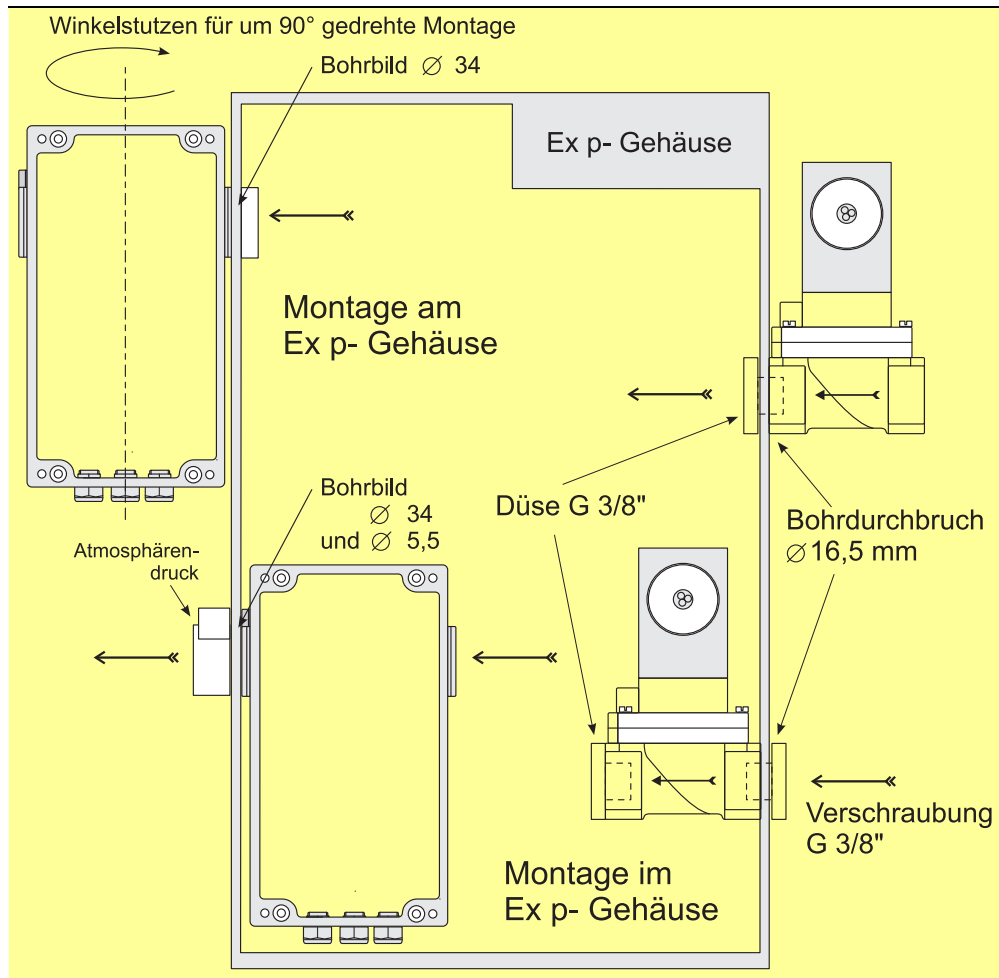 Winkelstutzen für um 90° gedrehte Montage
Bohrbild ∅ 34
Ex p- Gehäuse
Montage am
Ex p- Gehäuse
Bohrbild
∅ 34
und ∅ 5,5
Düse G 3/8"
Bohrdurchbruch
∅ 16,5 mm
Atmosphären-
druck
Verschraubung
G 3/8"
Montage im
Ex p- Gehäuse